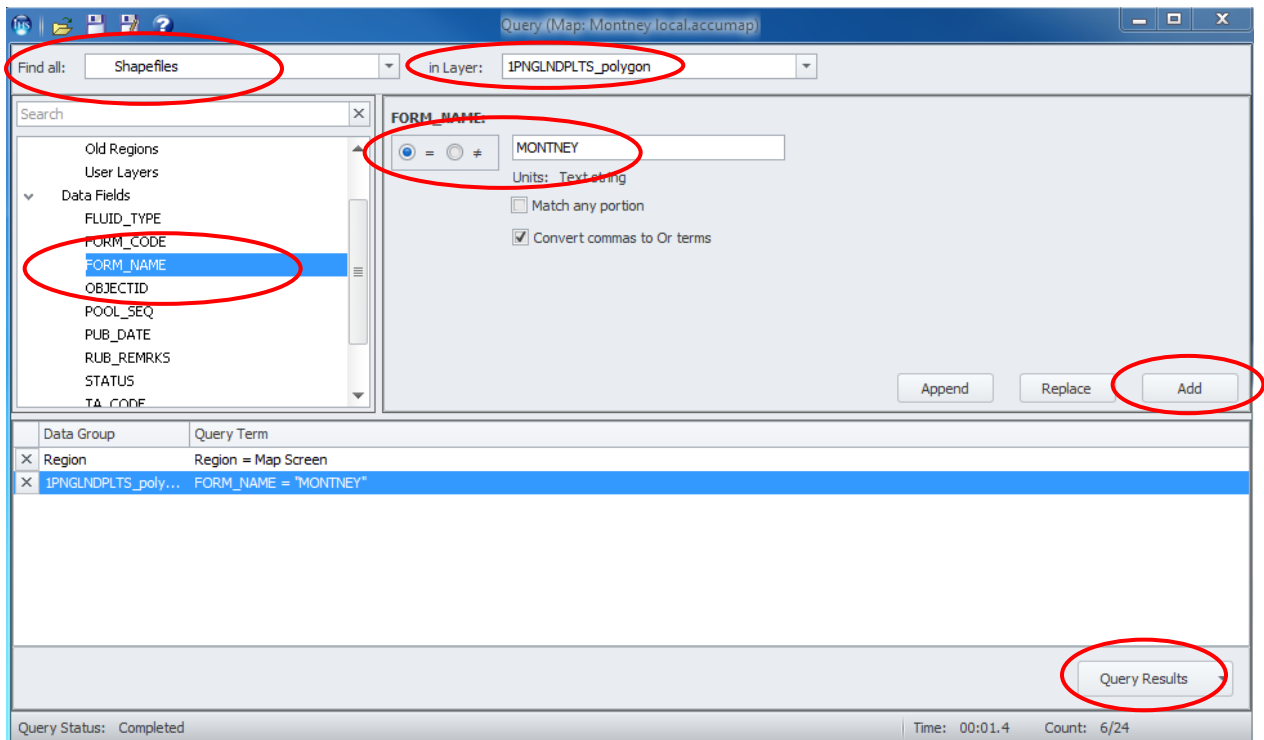 IHS ?
Query (Map: Montney local.accumap)
X
Find all: Shapefiles in Layer: 1PNGLNDPLTS_polygon
Search
Old Regions
User Layers
Data Fields
FLUID_TYPE
FORM_CODE
FORM_NAME
OBJECTID
POOL_SEQ
PUB_DATE
RUB_REMRKS
STATUS
TA_CODE
FORM_NAME:
= ≠ MONTNEY
Units: Text string
Match any portion
Convert commas to Or terms
Append Replace Add
Data Group Query Term
Region Region = Map Screen
1PNGLNDPLTS_poly... FORM_NAME = "MONTNEY"
Query Results
Query Status: Completed Time: 00:01.4 Count: 6/24